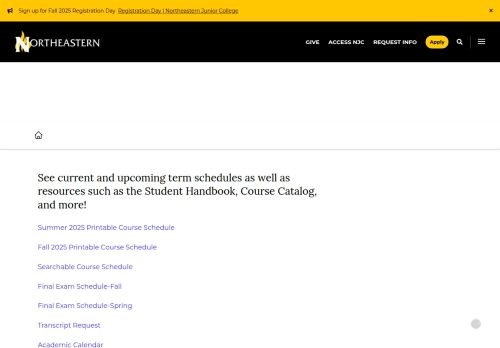 Sign up for Fall 2025 Registration Day Registration Day | Northeastern Junior College ×
NORTHEASTERN GIVE ACCESS NJC REQUEST INFO Apply
See current and upcoming term schedules as well as
resources such as the Student Handbook, Course Catalog,
and more!
Summer 2025 Printable Course Schedule
Fall 2025 Printable Course Schedule
Searchable Course Schedule
Final Exam Schedule-Fall
Final Exam Schedule-Spring
Transcript Request
Academic Calendar